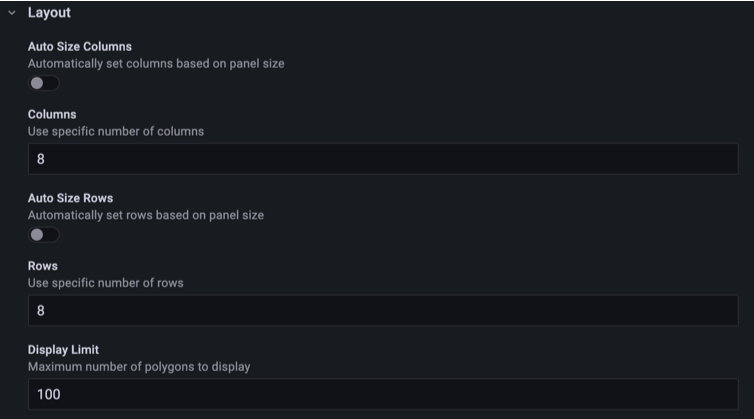 Layout
Auto Size Columns
Automatically set columns based on panel size
Columns
Use specific number of columns
8
Auto Size Rows
Automatically set rows based on panel size
Rows
Use specific number of rows
8
Display Limit
Maximum number of polygons to display
100